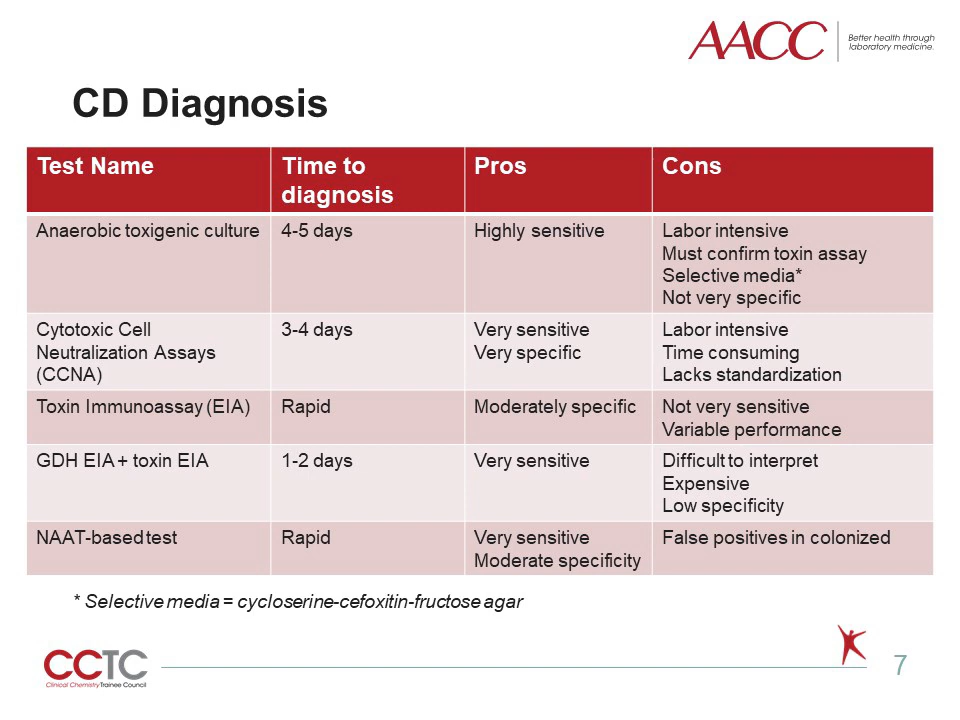 AACC
Better health through
laboratory medicine.
CD Diagnosis
Test Name
Time to
diagnosis
Pros
Cons
Anaerobic toxigenic culture
4-5 days
Highly sensitive
Labor intensive
Must confirm toxin assay
Selective media*
Not very specific
Cytotoxic Cell
Neutralization Assays
(CCNA)
3-4 days
Very sensitive
Very specific
Labor intensive
Time consuming
Lacks standardization
Toxin Immunoassay (EIA)
Rapid
Moderately specific
Not very sensitive
Variable performance
GDH EIA + toxin EIA
1-2 days
Very sensitive
Difficult to interpret
Expensive
Low specificity
NAAT-based test
Rapid
Very sensitive
Moderate specificity
False positives in colonized
* Selective media = cycloserine-cefoxitin-fructose agar
CCTC
Clinical Chemistry Trainee Council
7